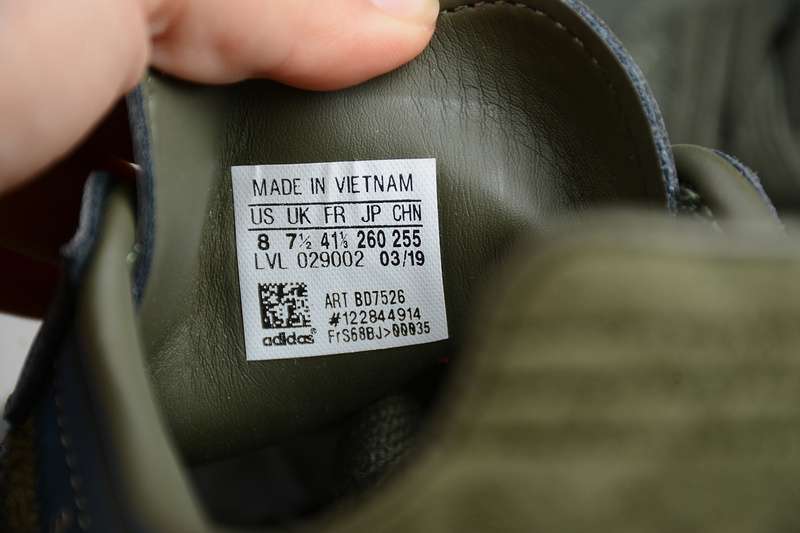 MADE IN VIETNAM
US UK FR JP CHN
8 7½ 41⅓ 260 255
LVL 029002 03/19
ART BD7526
#122844914
adidas® FrS68BJ>00035